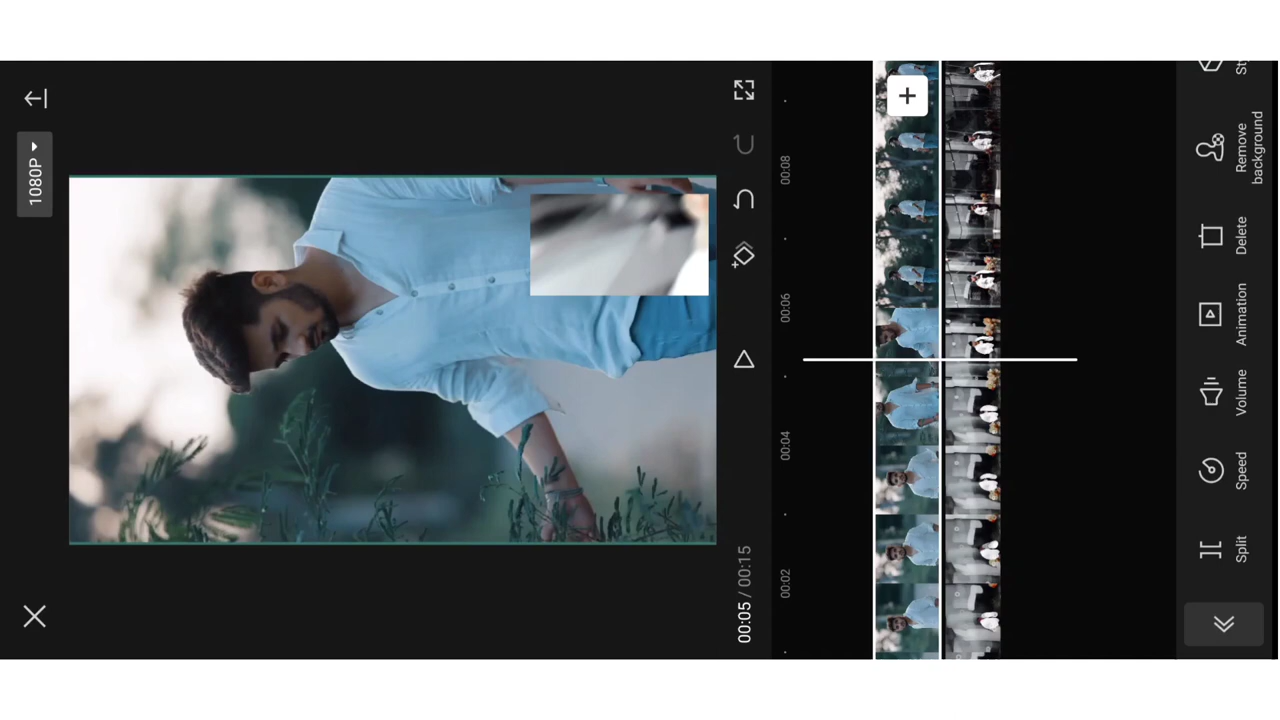 1080P
00:05 / 00:15
00:02
00:04
00:06
00:08
Split
Speed
Volume
Animation
Delete
Remove
background